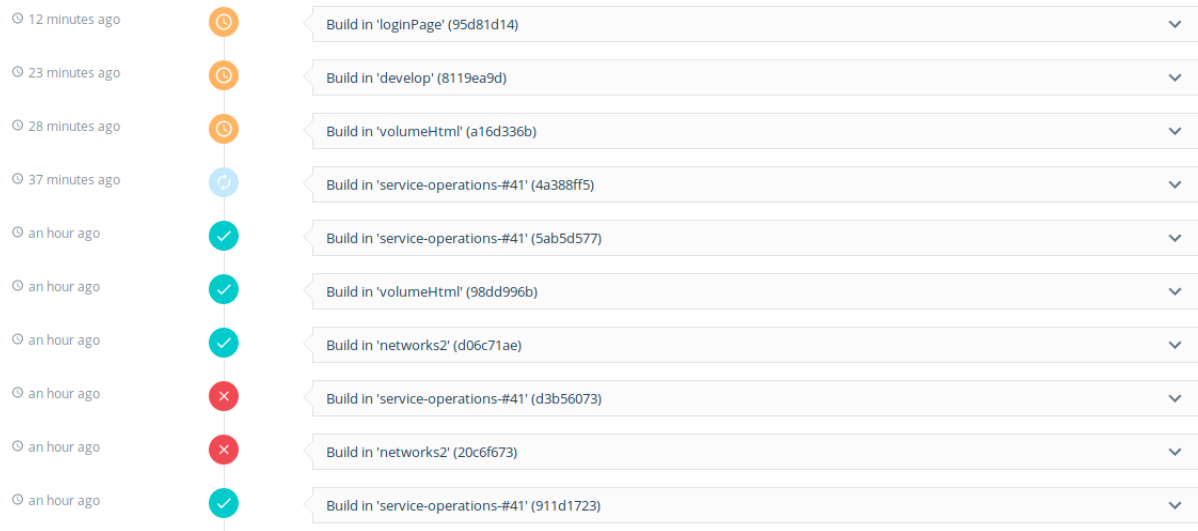 12 minutes ago Build in 'loginPage' (95d81d14)
23 minutes ago Build in 'develop' (8119ea9d)
28 minutes ago Build in 'volumeHtml' (a16d336b)
37 minutes ago Build in 'service-operations-#41' (4a388ff5)
an hour ago Build in 'service-operations-#41' (5ab5d577)
an hour ago Build in 'volumeHtml' (98dd996b)
an hour ago Build in 'networks2' (d06c71ae)
an hour ago Build in 'service-operations-#41' (d3b56073)
an hour ago Build in 'networks2' (20c6f673)
an hour ago Build in 'service-operations-#41' (911d1723)